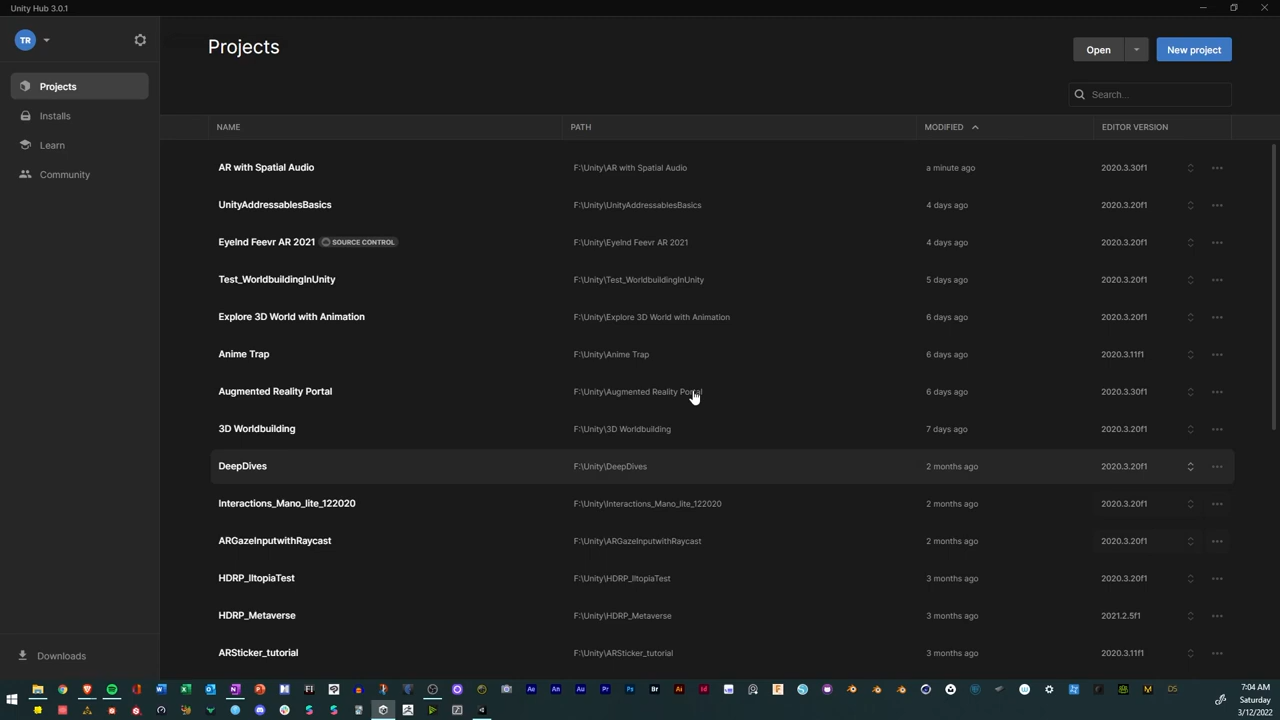 Unity Hub 3.0.1
TR
Projects
Open
New project
Projects
Search...
Installs
Learn
Community
NAME PATH MODIFIED EDITOR VERSION
AR with Spatial Audio F:\Unity\AR with Spatial Audio a minute ago 2020.3.30f1
UnityAddressablesBasics F:\Unity\UnityAddressablesBasics 4 days ago 2020.3.20f1
EyeInd Feevr AR 2021 SOURCE CONTROL F:\Unity\EyeInd Feevr AR 2021 4 days ago 2020.3.20f1
Test_WorldbuildingInUnity F:\Unity\Test_WorldbuildingInUnity 5 days ago 2020.3.20f1
Explore 3D World with Animation F:\Unity\Explore 3D World with Animation 6 days ago 2020.3.20f1
Anime Trap F:\Unity\Anime Trap 6 days ago 2020.3.11f1
Augmented Reality Portal F:\Unity\Augmented Reality Portal 6 days ago 2020.3.30f1
3D Worldbuilding F:\Unity\3D Worldbuilding 7 days ago 2020.3.20f1
DeepDives F:\Unity\DeepDives 2 months ago 2020.3.20f1
Interactions_Mano_lite_122020 F:\Unity\Interactions_Mano_lite_122020 2 months ago 2020.3.20f1
ARGazeInputwithRaycast F:\Unity\ARGazeInputwithRaycast 2 months ago 2020.3.20f1
HDRP_IItopiaTest F:\Unity\HDRP_IItopiaTest 3 months ago 2020.3.20f1
HDRP_Metaverse F:\Unity\HDRP_Metaverse 3 months ago 2021.2.5f1
ARSticker_tutorial F:\Unity\ARSticker_tutorial 3 months ago 2020.3.11f1
Downloads
7:04 AM
Saturday
3/12/2022